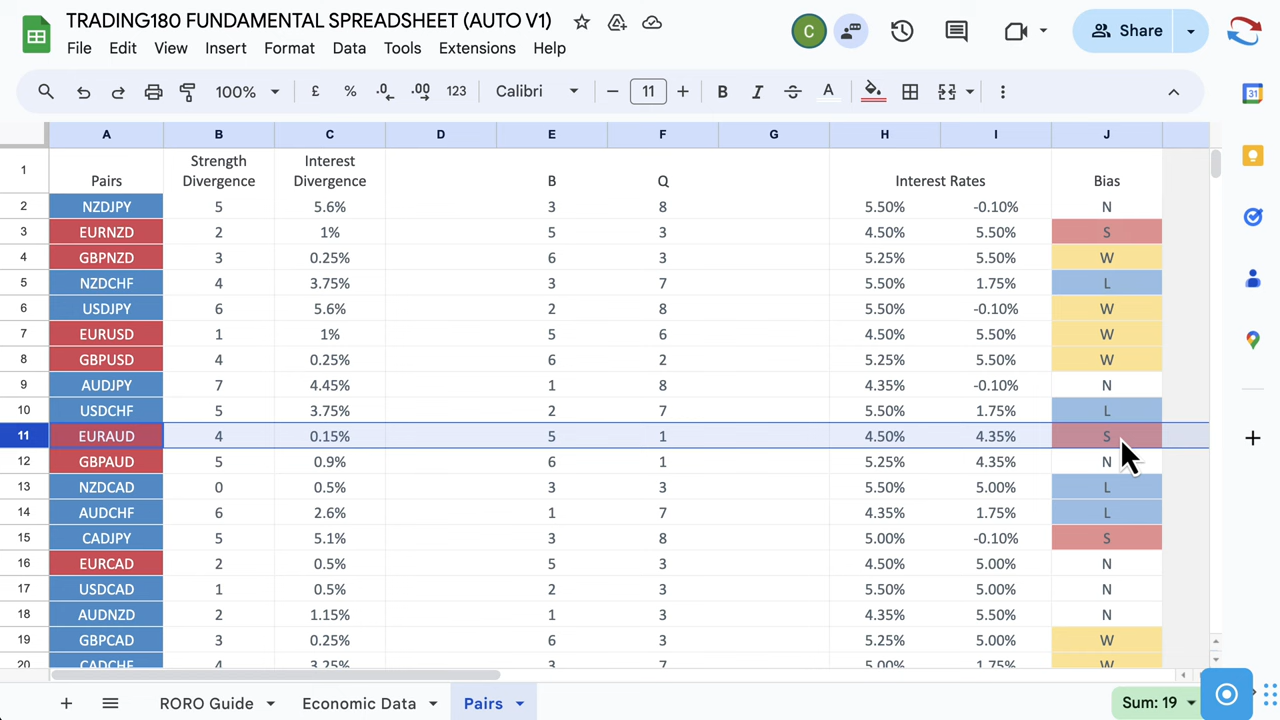 TRADING180 FUNDAMENTAL SPREADSHEET (AUTO V1)
File Edit View Insert Format Data Tools Extensions Help
C
Share
31
100% £ % .0 .00 123 Calibri 11 B I S A
A B C D E F G H I J
1 Pairs Strength Divergence Interest Divergence B Q Interest Rates Bias
2 NZDJPY 5 5.6% 3 8 5.50% -0.10% N
3 EURNZD 2 1% 5 3 4.50% 5.50% S
4 GBPNZD 3 0.25% 6 3 5.25% 5.50% W
5 NZDCHF 4 3.75% 3 7 5.50% 1.75% L
6 USDJPY 6 5.6% 2 8 5.50% -0.10% W
7 EURUSD 1 1% 5 6 4.50% 5.50% W
8 GBPUSD 4 0.25% 6 2 5.25% 5.50% W
9 AUDJPY 7 4.45% 1 8 4.35% -0.10% N
10 USDCHF 5 3.75% 2 7 5.50% 1.75% L
11 EURAUD 4 0.15% 5 1 4.50% 4.35% S
12 GBPAUD 5 0.9% 6 1 5.25% 4.35% N
13 NZDCAD 0 0.5% 3 3 5.50% 5.00% L
14 AUDCHF 6 2.6% 1 7 4.35% 1.75% L
15 CADJPY 5 5.1% 3 8 5.00% -0.10% S
16 EURCAD 2 0.5% 5 3 4.50% 5.00% N
17 USDCAD 1 0.5% 2 3 5.50% 5.00% N
18 AUDNZD 2 1.15% 1 3 4.35% 5.50% N
19 GBPCAD 3 0.25% 6 3 5.25% 5.00% W
20 CADCHF 4 3.25% 3 7 5.00% 1.75% W
RORO Guide Economic Data Pairs Sum: 19